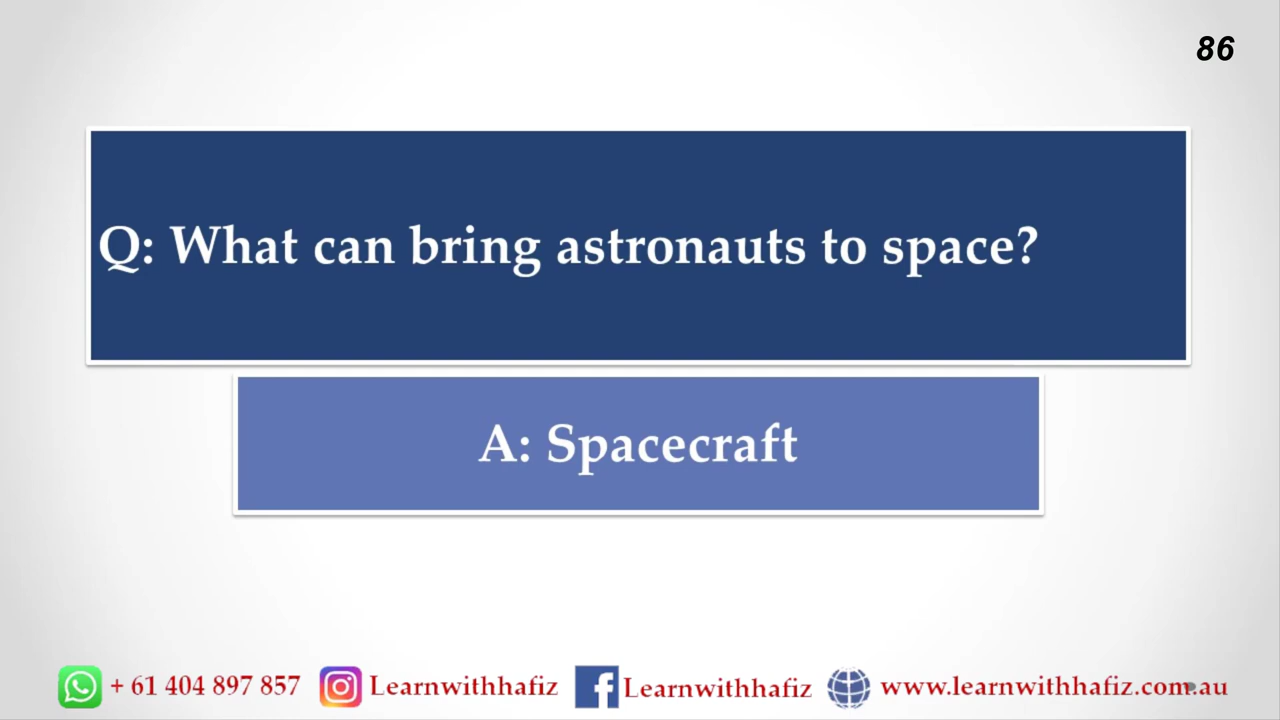 86
Q: What can bring astronauts to space?
A: Spacecraft
+ 61 404 897 857 Learnwithhafiz Learnwithhafiz www.learnwithhafiz.com.au